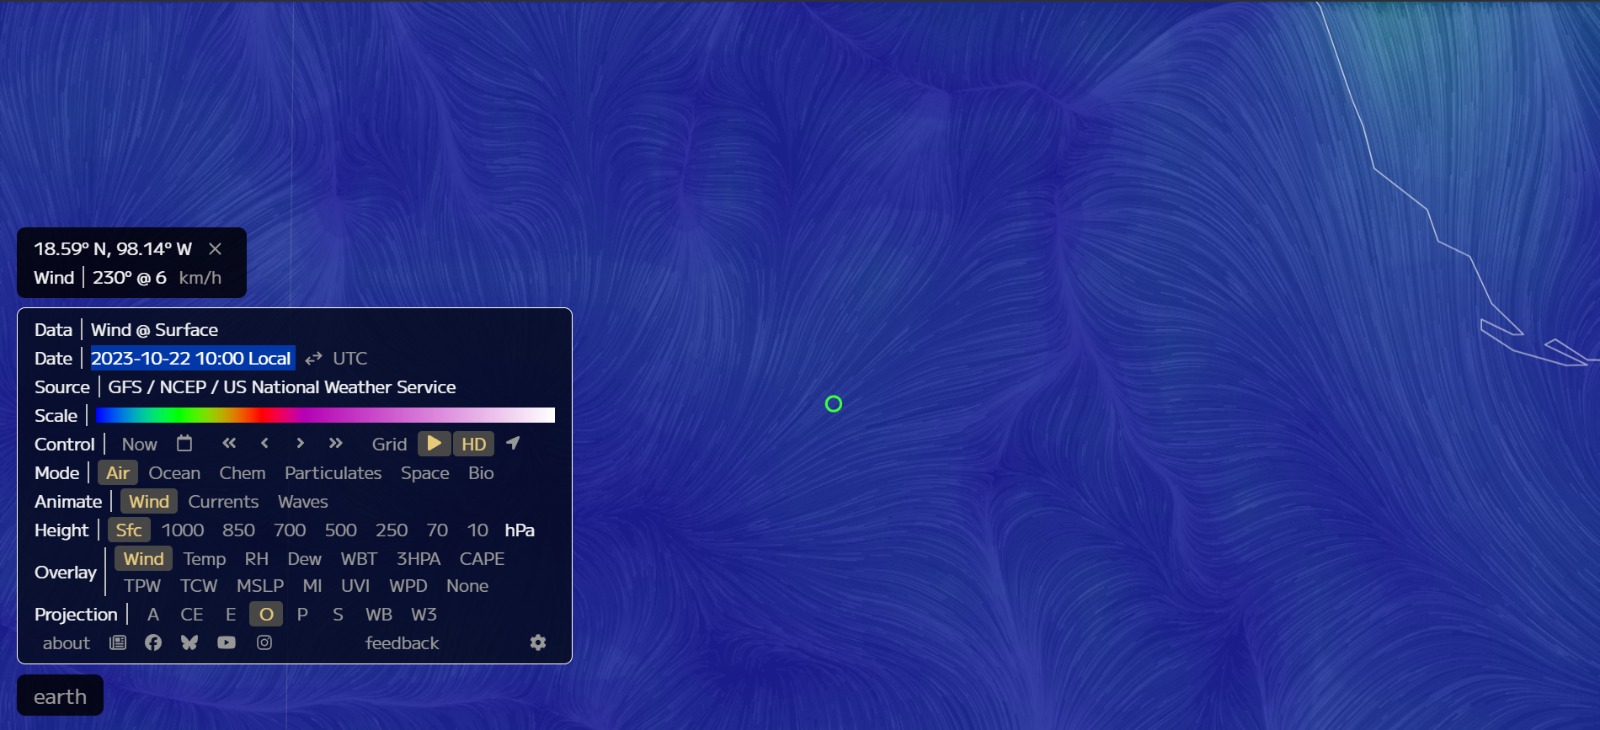 18.59° N, 98.14° W ×
Wind | 230° @ 6 km/h
Data | Wind @ Surface
Date | 2023-10-22 10:00 Local ⇄ UTC
Source | GFS / NCEP / US National Weather Service
Scale |
Control | Now « ‹ › » Grid HD
Mode | Air Ocean Chem Particulates Space Bio
Animate | Wind Currents Waves
Height | Sfc 1000 850 700 500 250 70 10 hPa
Overlay | Wind Temp RH Dew WBT 3HPA CAPE
TPW TCW MSLP MI UVI WPD None
Projection | A CE E O P S WB W3
about feedback
earth